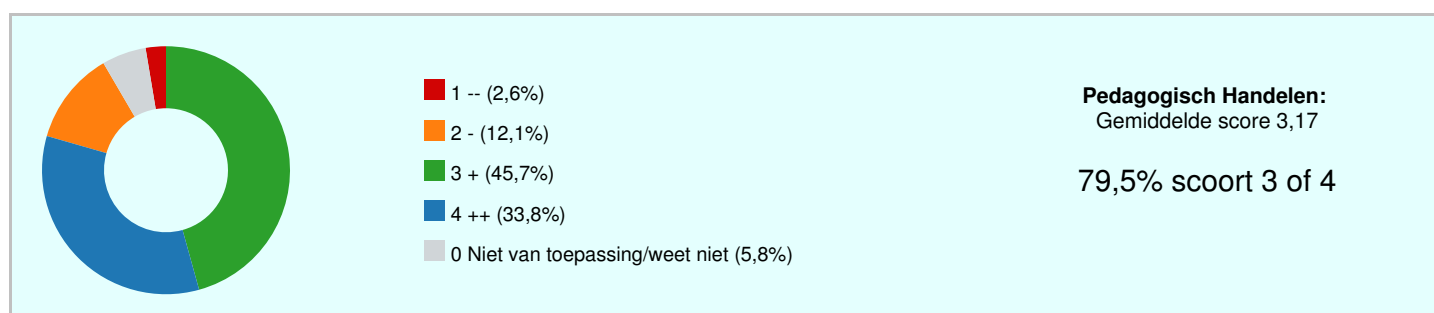 1 -- (2,6%)
2 - (12,1%)
3 + (45,7%)
4 ++ (33,8%)
0 Niet van toepassing/weet niet (5,8%)
Pedagogisch Handelen:
Gemiddelde score 3,17
79,5% scoort 3 of 4